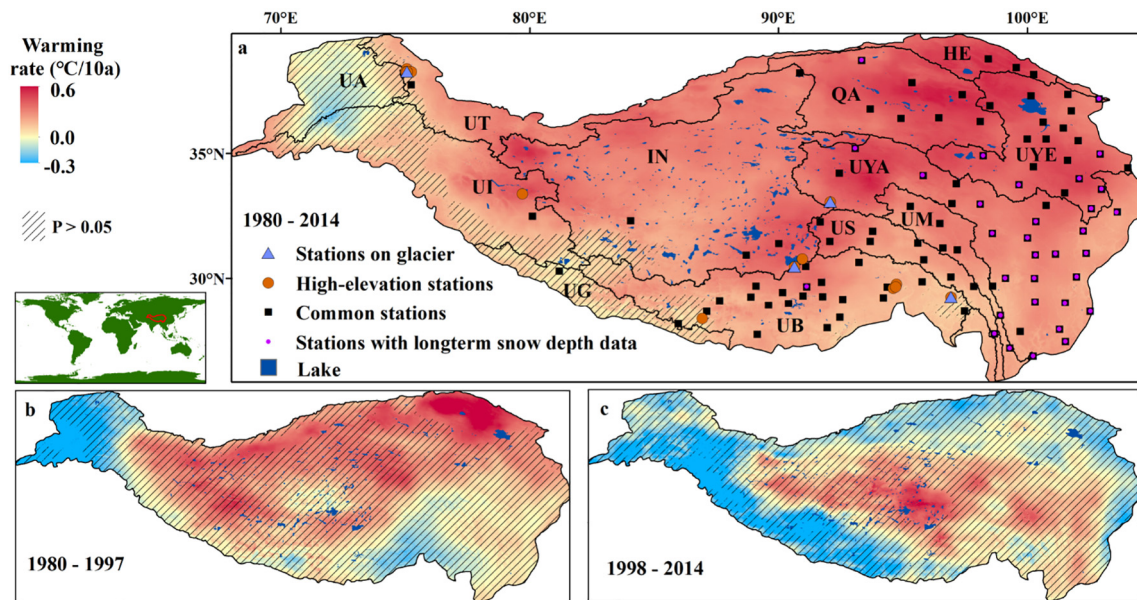 70°E 80°E 90°E 100°E
Warming
rate (°C/10a)
0.6
0.0
-0.3
P > 0.05
a
35°N
30°N
UA
UT
UI
IN
UG
QA
HE
UYA
UYE
US
UM
UB
1980 - 2014
Stations on glacier
High-elevation stations
Common stations
Stations with longterm snow depth data
Lake
b
1980 - 1997
c
1998 - 2014